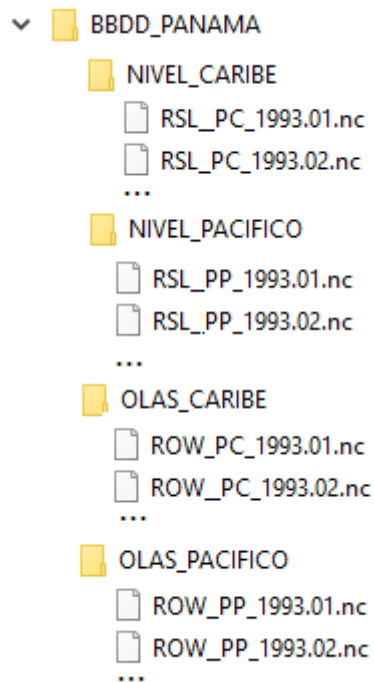 BBDD_PANAMA
NIVEL_CARIBE
RSL_PC_1993.01.nc
RSL_PC_1993.02.nc
...
NIVEL_PACIFICO
RSL_PP_1993.01.nc
RSL_PP_1993.02.nc
...
OLAS_CARIBE
ROW_PC_1993.01.nc
ROW_PC_1993.02.nc
...
OLAS_PACIFICO
ROW_PP_1993.01.nc
ROW_PP_1993.02.nc
...